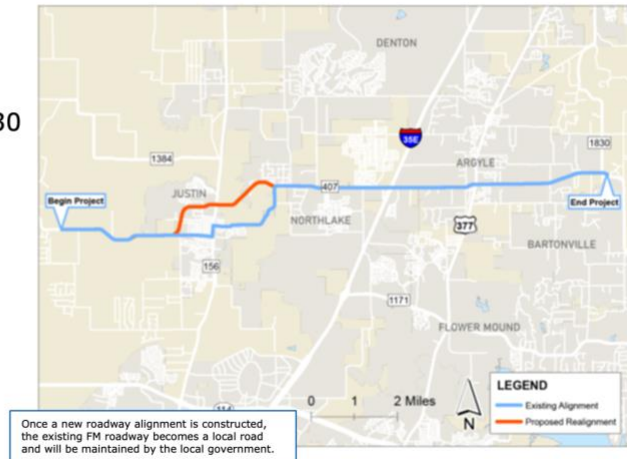 30
DENTON
35E
1830
1384
ARGYLE
JUSTIN
407
Begin Project
End Project
NORTHLAKE
377
BARTONVILLE
156
1171
FLOWER MOUND
114
LEGEND
Existing Alignment
Proposed Realignment
0 1 2 Miles
N
Once a new roadway alignment is constructed,
the existing FM roadway becomes a local road
and will be maintained by the local government.